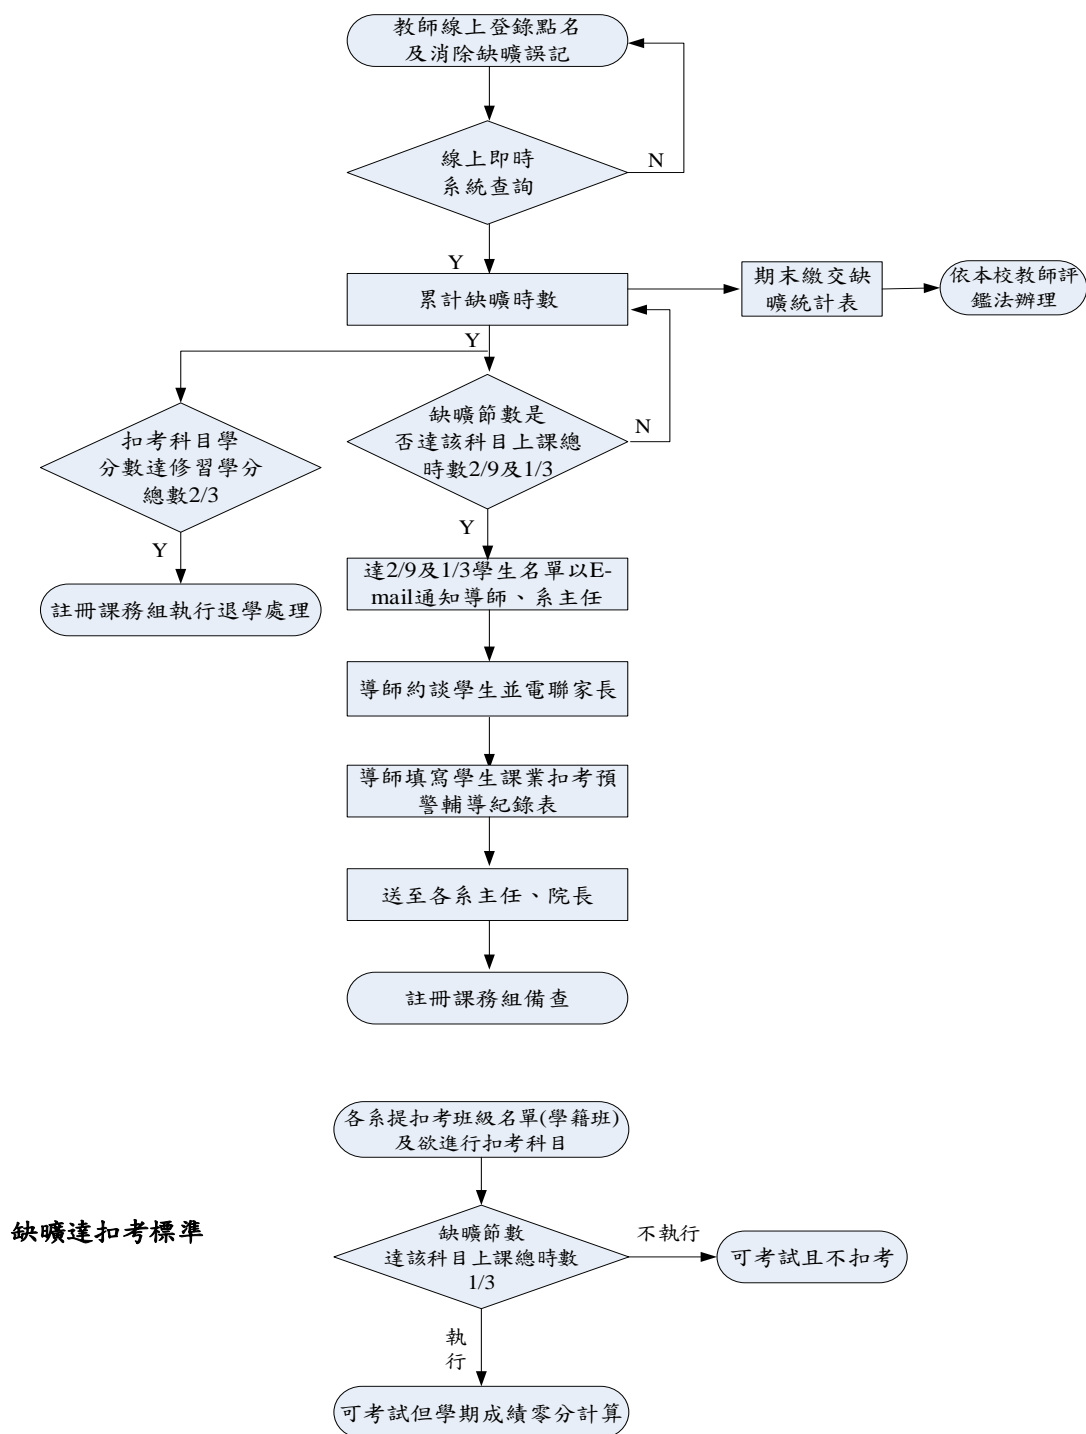 教師線上登錄點名
及消除缺曠誤記
線上即時
系統查詢
N
Y
累計缺曠時數
期末繳交缺
曠統計表
依本校教師評
鑑法辦理
Y
扣考科目學
分數達修習學分
總數2/3
缺曠節數是
否達該科目上課總
時數2/9及1/3
N
Y
Y
註冊課務組執行退學處理
達2/9及1/3學生名單以E-
mail通知導師、系主任
導師約談學生並電聯家長
導師填寫學生課業扣考預
警輔導紀錄表
送至各系主任、院長
註冊課務組備查
各系提扣考班級名單(學籍班)
及欲進行扣考科目
缺曠達扣考標準
缺曠節數
達該科目上課總時數
1/3
不執行
可考試且不扣考
執
行
可考試但學期成績零分計算